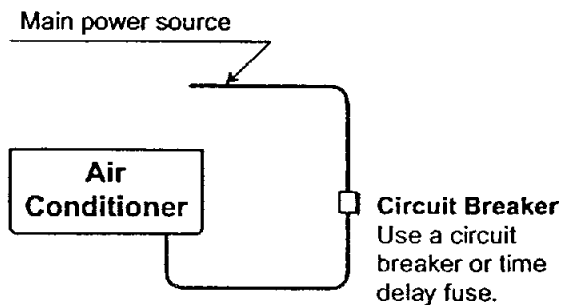 Main power source
Air
Conditioner
Circuit Breaker
Use a circuit
breaker or time
delay fuse.